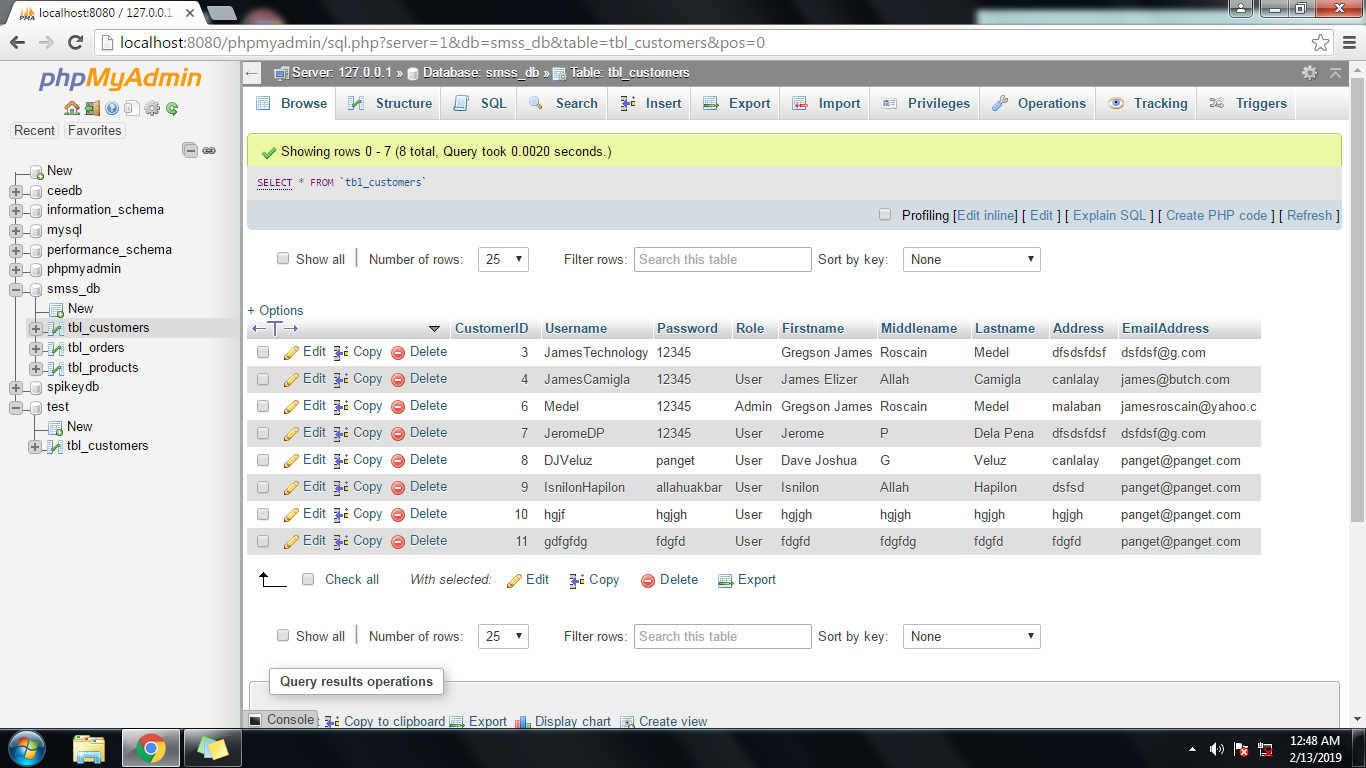 localhost:8080 / 127.0.0.1
localhost:8080/phpmyadmin/sql.php?server=1&db=smss_db&table=tbl_customers&pos=0
phpMyAdmin
Recent Favorites
New
ceedb
information_schema
mysql
performance_schema
phpmyadmin
smss_db
New
tbl_customers
tbl_orders
tbl_products
spikeydb
test
New
tbl_customers
Server: 127.0.0.1 » Database: smss_db » Table: tbl_customers
Browse Structure SQL Search Insert Export Import Privileges Operations Tracking Triggers
Showing rows 0 - 7 (8 total, Query took 0.0020 seconds.)
SELECT * FROM `tbl_customers`
Profiling [Edit inline] [ Edit ] [ Explain SQL ] [ Create PHP code ] [ Refresh ]
Show all | Number of rows: 25 Filter rows: Search this table Sort by key: None
+ Options
←T→ CustomerID Username Password Role Firstname Middlename Lastname Address EmailAddress
Edit Copy Delete 3 JamesTechnology 12345 Gregson James Roscain Medel dfsdsfdsf dsfdsf@g.com
Edit Copy Delete 4 JamesCamigla 12345 User James Elizer Allah Camigla canlalay james@butch.com
Edit Copy Delete 6 Medel 12345 Admin Gregson James Roscain Medel malaban jamesroscain@yahoo.c
Edit Copy Delete 7 JeromeDP 12345 User Jerome P Dela Pena dfsdsfdsf dsfdsf@g.com
Edit Copy Delete 8 DJVeluz panget User Dave Joshua G Veluz canlalay panget@panget.com
Edit Copy Delete 9 IsnilonHapilon allahuakbar User Isnilon Allah Hapilon dsfsd panget@panget.com
Edit Copy Delete 10 hgjf hgjgh User hgjgh hgjgh hgjgh hgjgh panget@panget.com
Edit Copy Delete 11 gdfgfdg fdgfd User fdgfd fdgfdg fdgfd fdgfd panget@panget.com
Check all With selected: Edit Copy Delete Export
Show all | Number of rows: 25 Filter rows: Search this table Sort by key: None
Query results operations
Console Copy to clipboard Export Display chart Create view
12:48 AM
2/13/2019